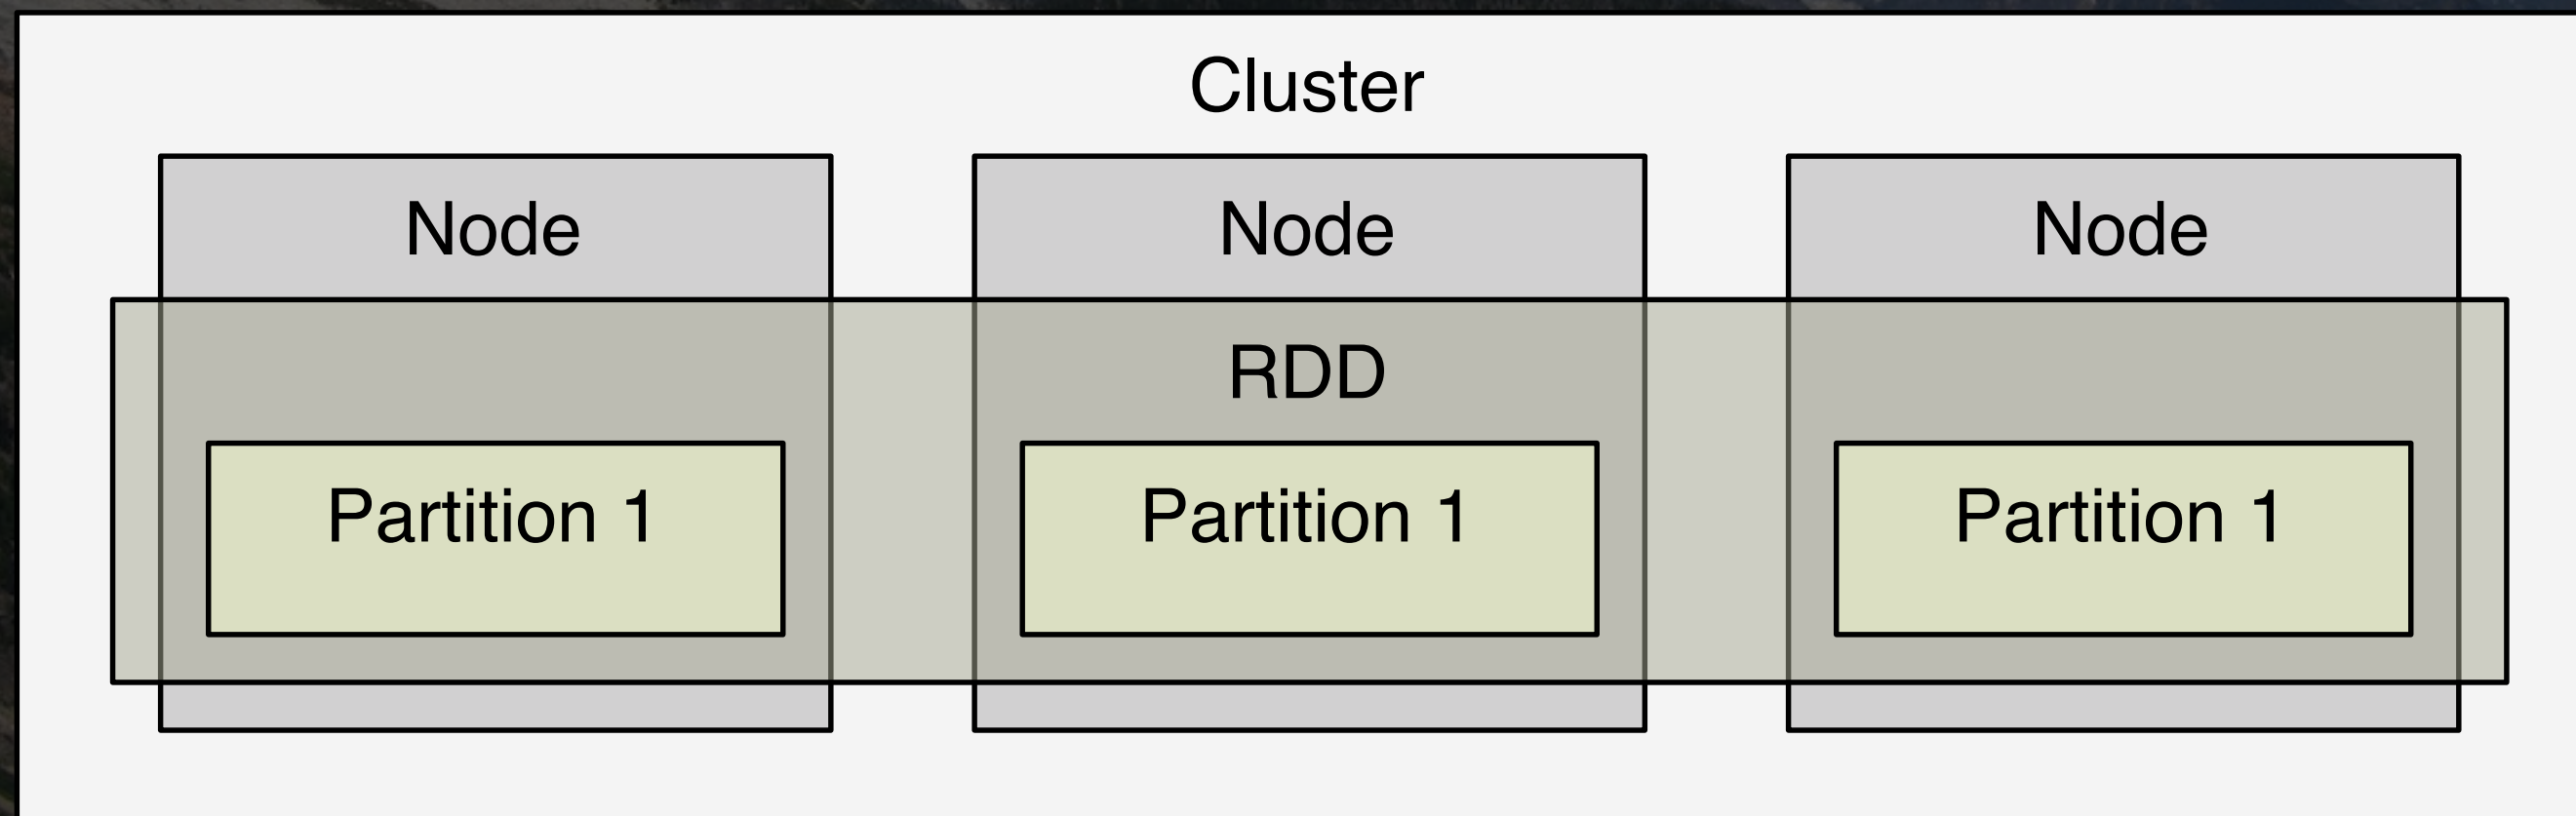 Cluster
Node Node Node
RDD
Partition 1 Partition 1 Partition 1